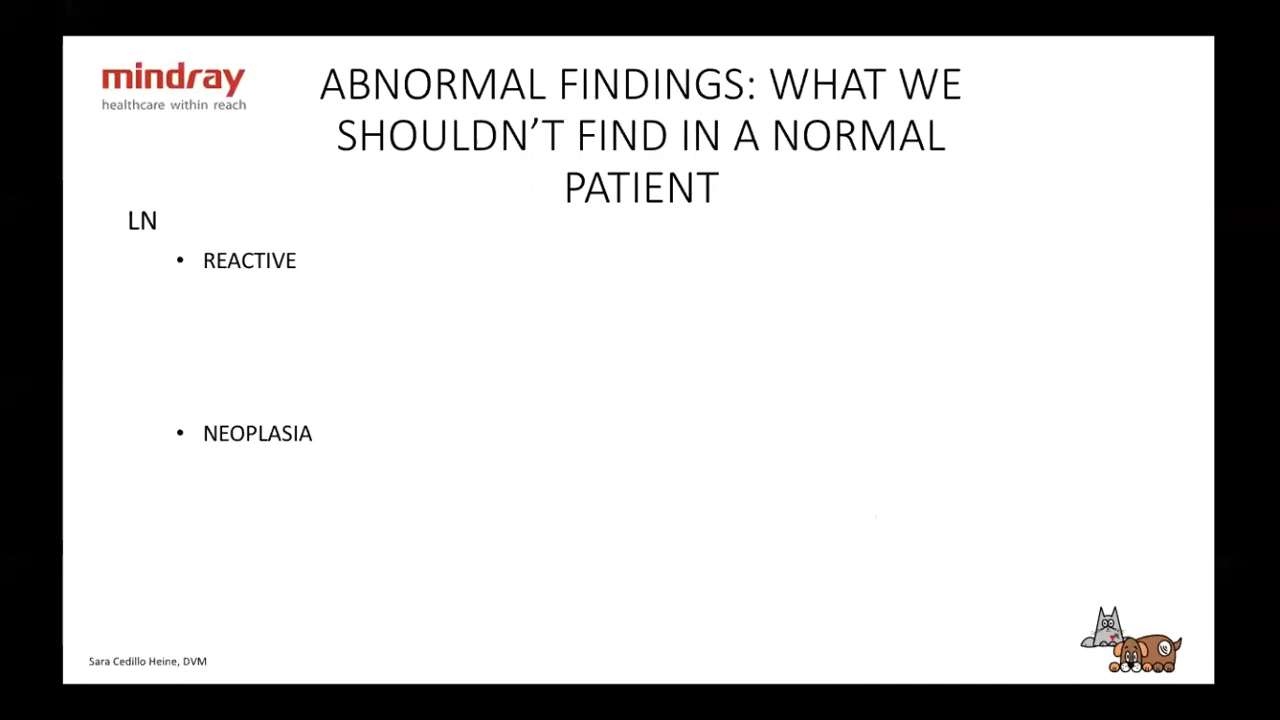 mindray
healthcare within reach
ABNORMAL FINDINGS: WHAT WE
SHOULDN’T FIND IN A NORMAL
PATIENT
LN
• REACTIVE
• NEOPLASIA
Sara Cedillo Heine, DVM